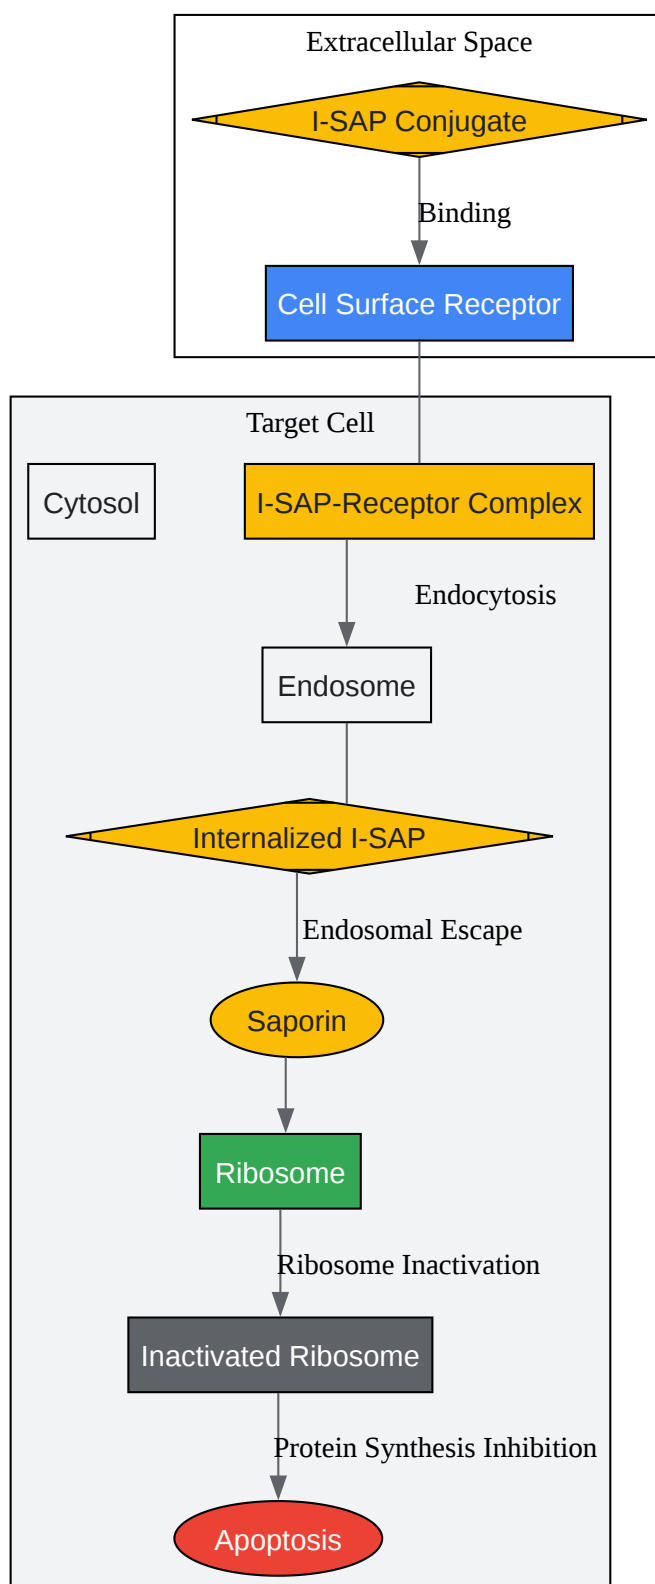 Extracellular Space
I-SAP Conjugate
Binding
Cell Surface Receptor
Target Cell
Cytosol
I-SAP-Receptor Complex
Endocytosis
Endosome
Internalized I-SAP
Endosomal Escape
Saporin
Ribosome
Ribosome Inactivation
Inactivated Ribosome
Protein Synthesis Inhibition
Apoptosis